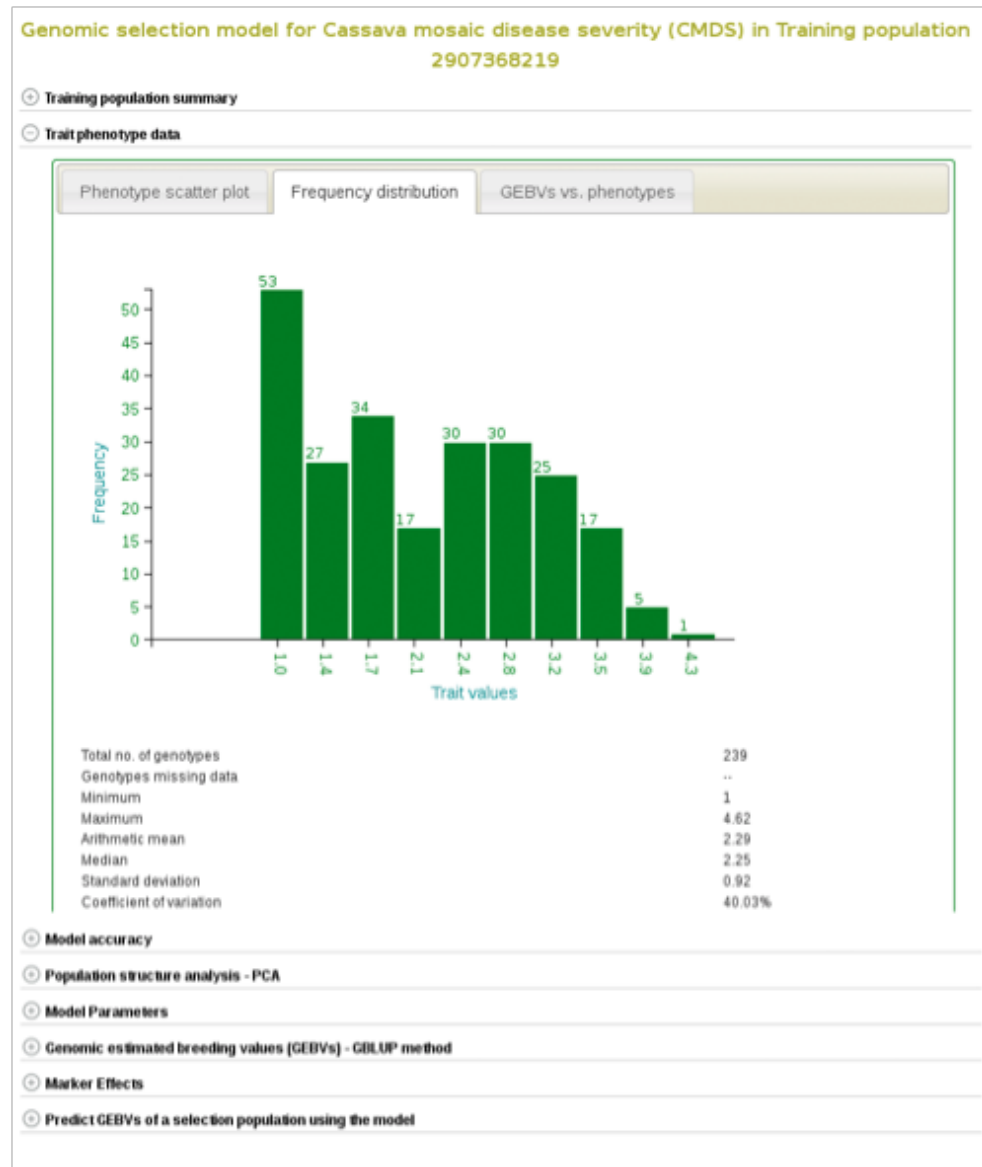 Genomic selection model for Cassava mosaic disease severity (CMDS) in Training population
2907368219
Training population summary
Trait phenotype data
Phenotype scatter plot Frequency distribution GEBVs vs. phenotypes
53
50
45
40
35
34
30
30
30
27
25
25
20
17
17
15
10
5
5
1
0
Frequency
1.0 1.4 1.7 2.1 2.4 2.8 3.2 3.5 3.9 4.3
Trait values
Total no. of genotypes 239
Genotypes missing data --
Minimum 1
Maximum 4.62
Arithmetic mean 2.29
Median 2.25
Standard deviation 0.92
Coefficient of variation 40.03%
Model accuracy
Population structure analysis - PCA
Model Parameters
Genomic estimated breeding values (GEBVs) - GBLUP method
Marker Effects
Predict GEBVs of a selection population using the model